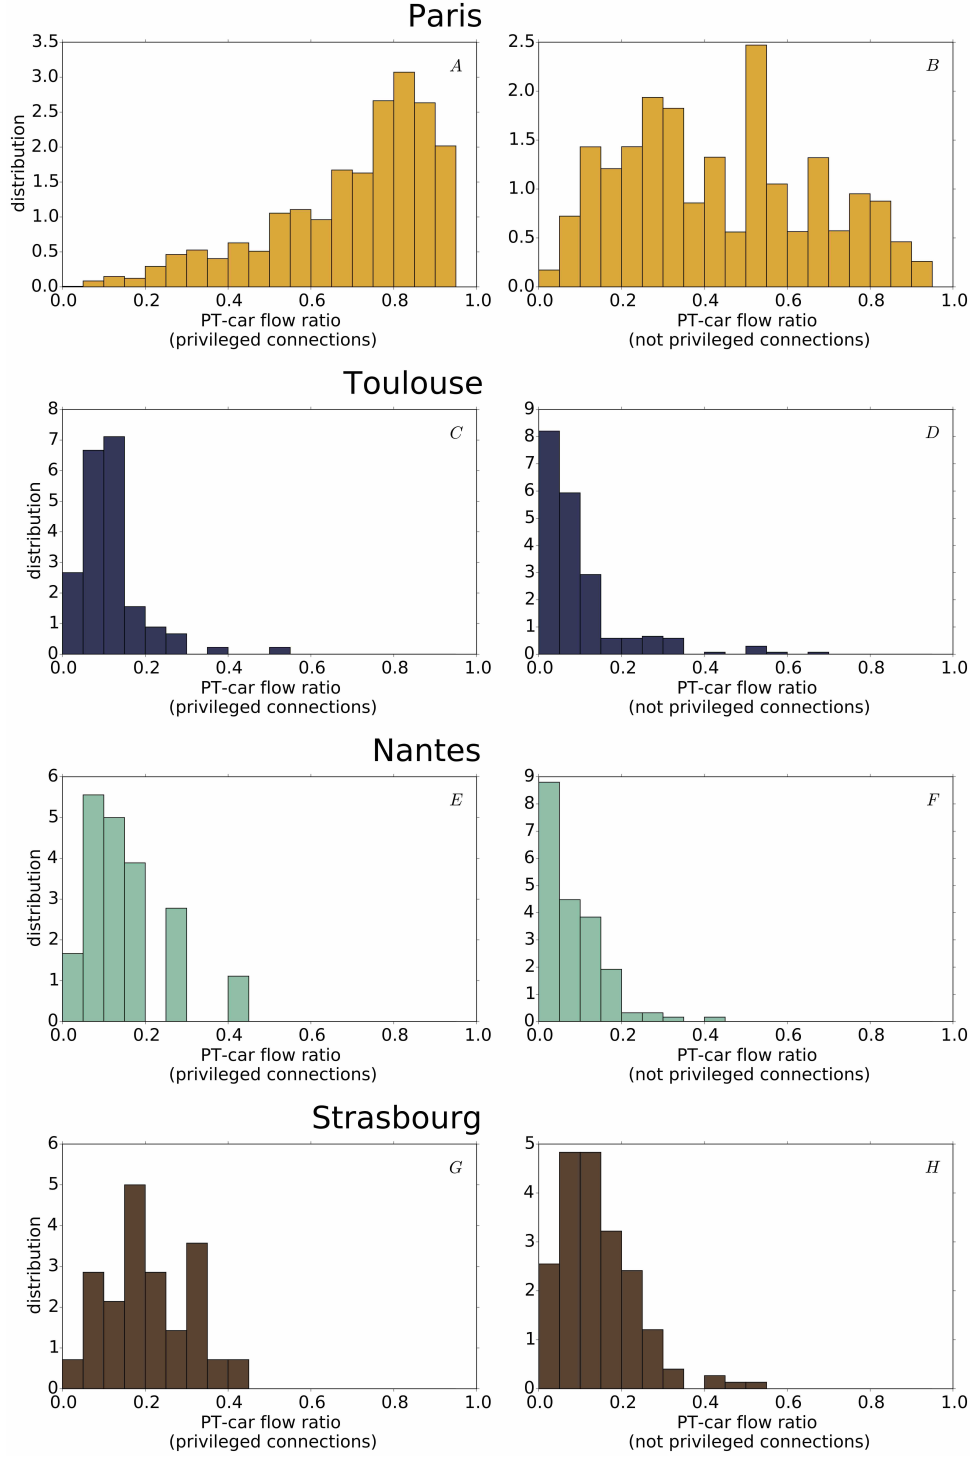 Paris
3.5
3.0
2.5
2.0
1.5
1.0
0.5
0.0
distribution
A
0.0 0.2 0.4 0.6 0.8 1.0
PT-car flow ratio
(privileged connections)
2.5
2.0
1.5
1.0
0.5
0.0
B
0.0 0.2 0.4 0.6 0.8 1.0
PT-car flow ratio
(not privileged connections)
Toulouse
8
7
6
5
4
3
2
1
0
distribution
C
0.0 0.2 0.4 0.6 0.8 1.0
PT-car flow ratio
(privileged connections)
9
8
7
6
5
4
3
2
1
0
D
0.0 0.2 0.4 0.6 0.8 1.0
PT-car flow ratio
(not privileged connections)
Nantes
6
5
4
3
2
1
0
distribution
E
0.0 0.2 0.4 0.6 0.8 1.0
PT-car flow ratio
(privileged connections)
9
8
7
6
5
4
3
2
1
0
F
0.0 0.2 0.4 0.6 0.8 1.0
PT-car flow ratio
(not privileged connections)
Strasbourg
6
5
4
3
2
1
0
distribution
G
0.0 0.2 0.4 0.6 0.8 1.0
PT-car flow ratio
(privileged connections)
5
4
3
2
1
0
H
0.0 0.2 0.4 0.6 0.8 1.0
PT-car flow ratio
(not privileged connections)